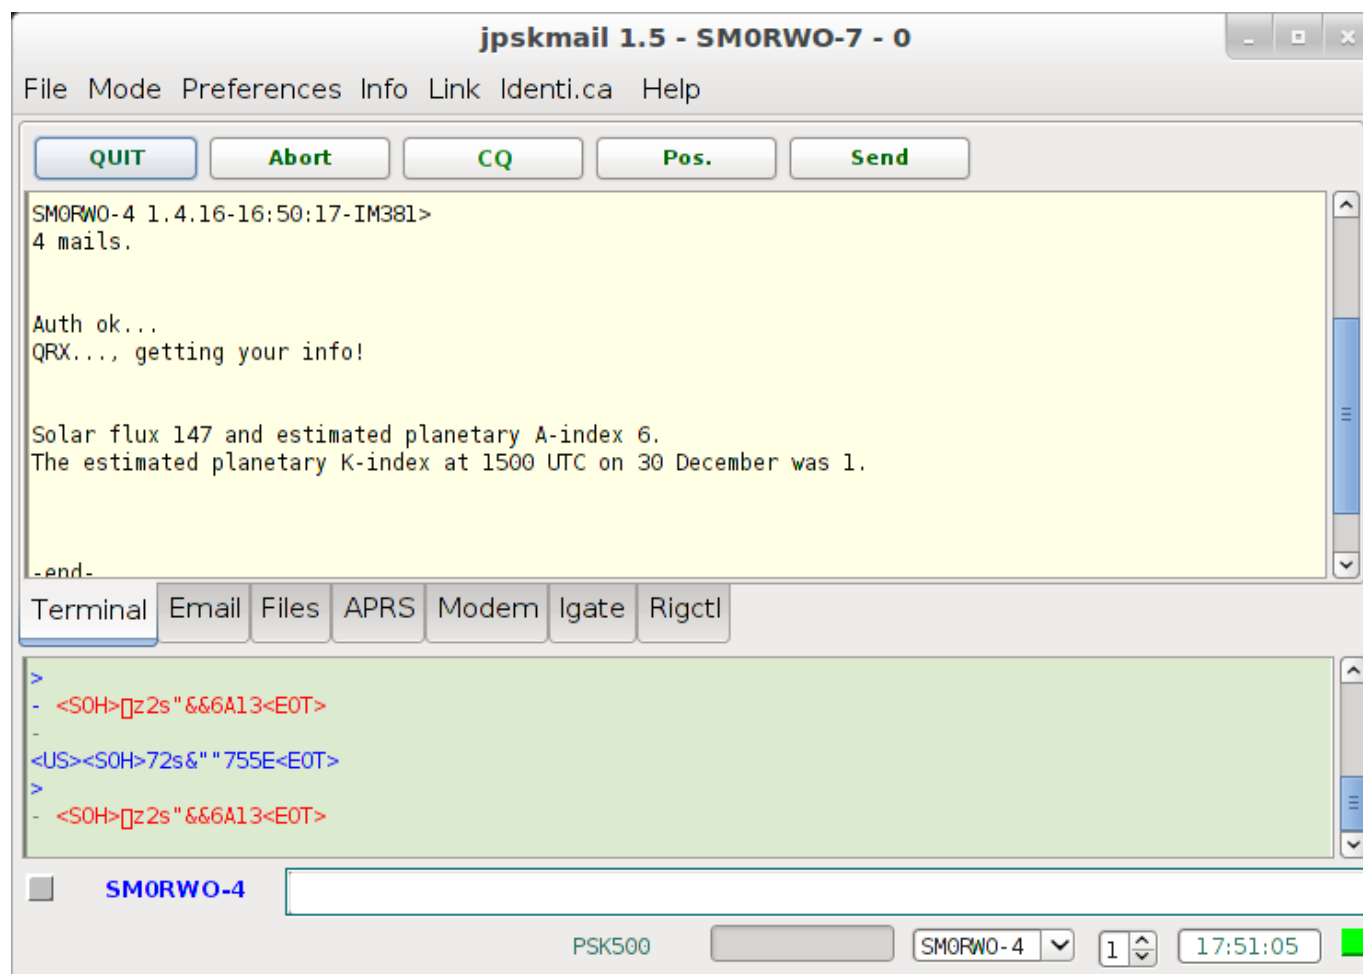 jpskmail 1.5 - SM0RWO-7 - 0
File Mode Preferences Info Link Identi.ca Help
QUIT Abort CQ Pos. Send
SM0RWO-4 1.4.16-16:50:17-IM38l>
4 mails.
Auth ok...
QRX..., getting your info!
Solar flux 147 and estimated planetary A-index 6.
The estimated planetary K-index at 1500 UTC on 30 December was 1.
-end-
Terminal Email Files APRS Modem Igate Rigctl
>
- <SOH>▯z2s"&&6A13<EOT>
-
<US><SOH>72s&""755E<EOT>
>
- <SOH>▯z2s"&&6A13<EOT>
SM0RWO-4
PSK500 SM0RWO-4 1 17:51:05